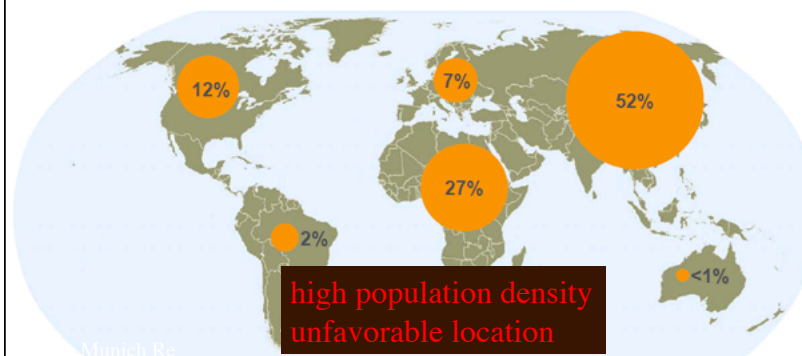 12%
7%
52%
27%
2%
<1%
high population density
unfavorable location
Munich Re